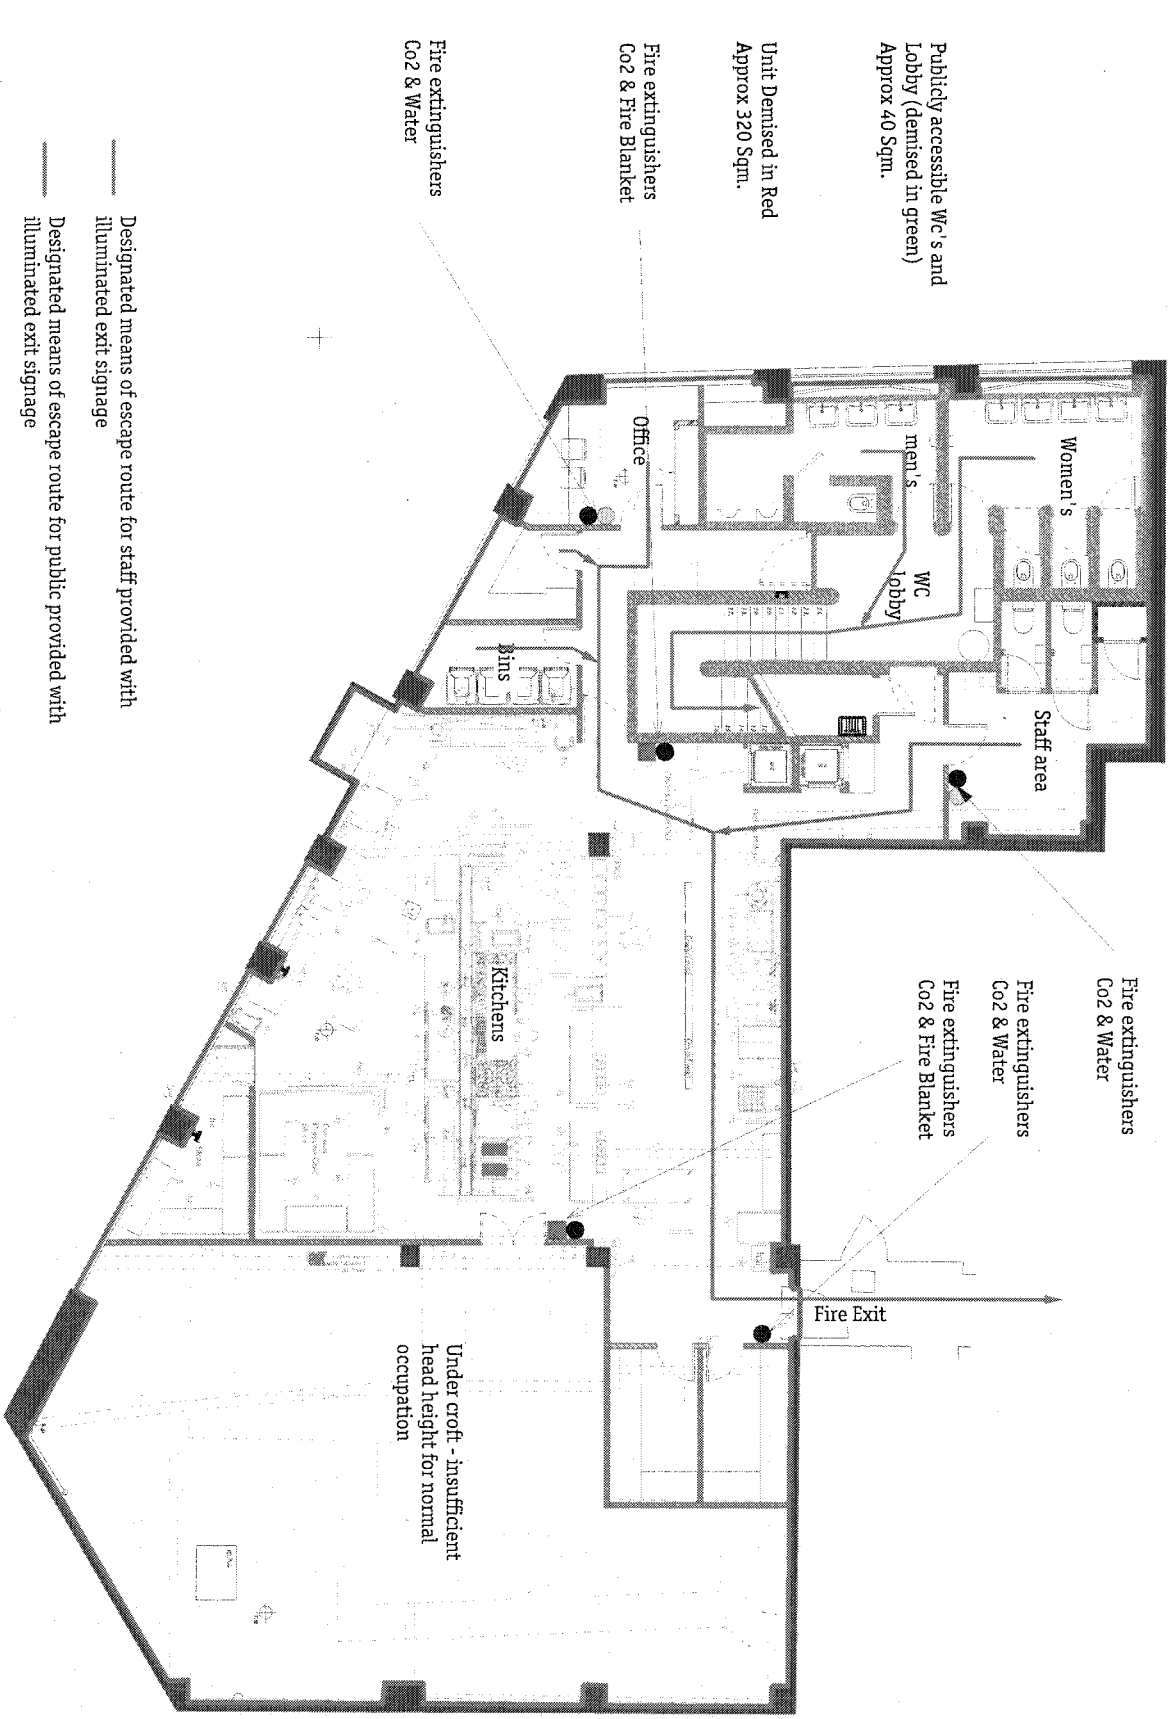 Publicly accessible Wc's and
Lobby (demised in green)
Approx 40 Sqm.
Unit Demised in Red
Approx 320 Sqm.
Fire extinguishers
Co2 & Fire Blanket
Fire extinguishers
Co2 & Water
Designated means of escape route for staff provided with
illuminated exit signage
Designated means of escape route for public provided with
illuminated exit signage
Women's
men's
WC
Lobby
Office
Bins
Staff area
Kitchens
Fire extinguishers
Co2 & Water
Fire extinguishers
Co2 & Water
Fire extinguishers
Co2 & Fire Blanket
Fire Exit
Under croft - insufficient
head height for normal
occupation